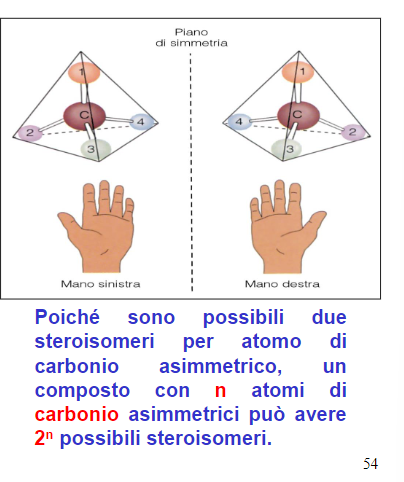 Piano
di simmetria
1
1
C
C
2
4
4
2
3
3
Mano sinistra
Mano destra
Poiché sono possibili due
steroisomeri per atomo di
carbonio asimmetrico, un
composto con n atomi di
carbonio asimmetrici può avere
2ⁿ possibili steroisomeri.
54